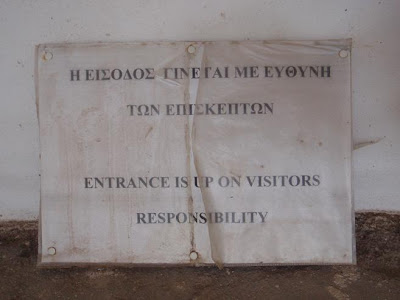 Η ΕΙΣΟΔΟΣ ΓΙΝΕΤΑΙ ΜΕ ΕΥΘΥΝΗ
ΤΩΝ ΕΠΙΣΚΕΠΤΩΝ
ENTRANCE IS UP ON VISITORS
RESPONSIBILITY